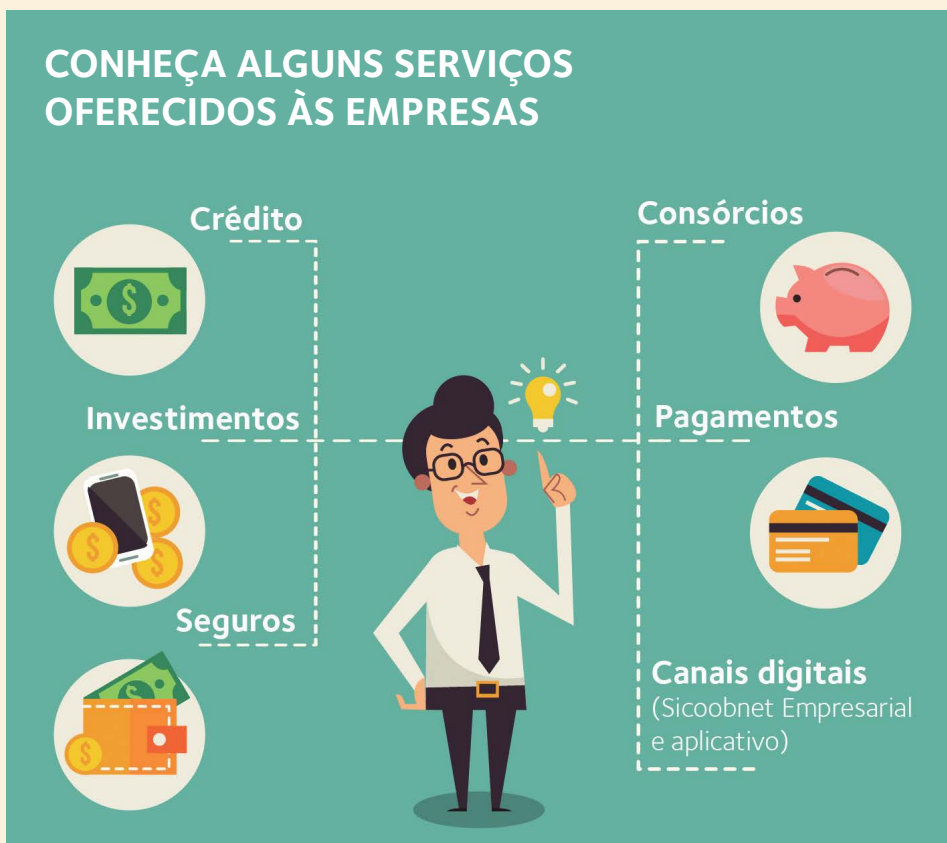 CONHEÇA ALGUNS SERVIÇOS
OFERECIDOS ÀS EMPRESAS
Crédito
Investimentos
Seguros
Consórcios
Pagamentos
Canais digitais
(Sicoobnet Empresarial
e aplicativo)